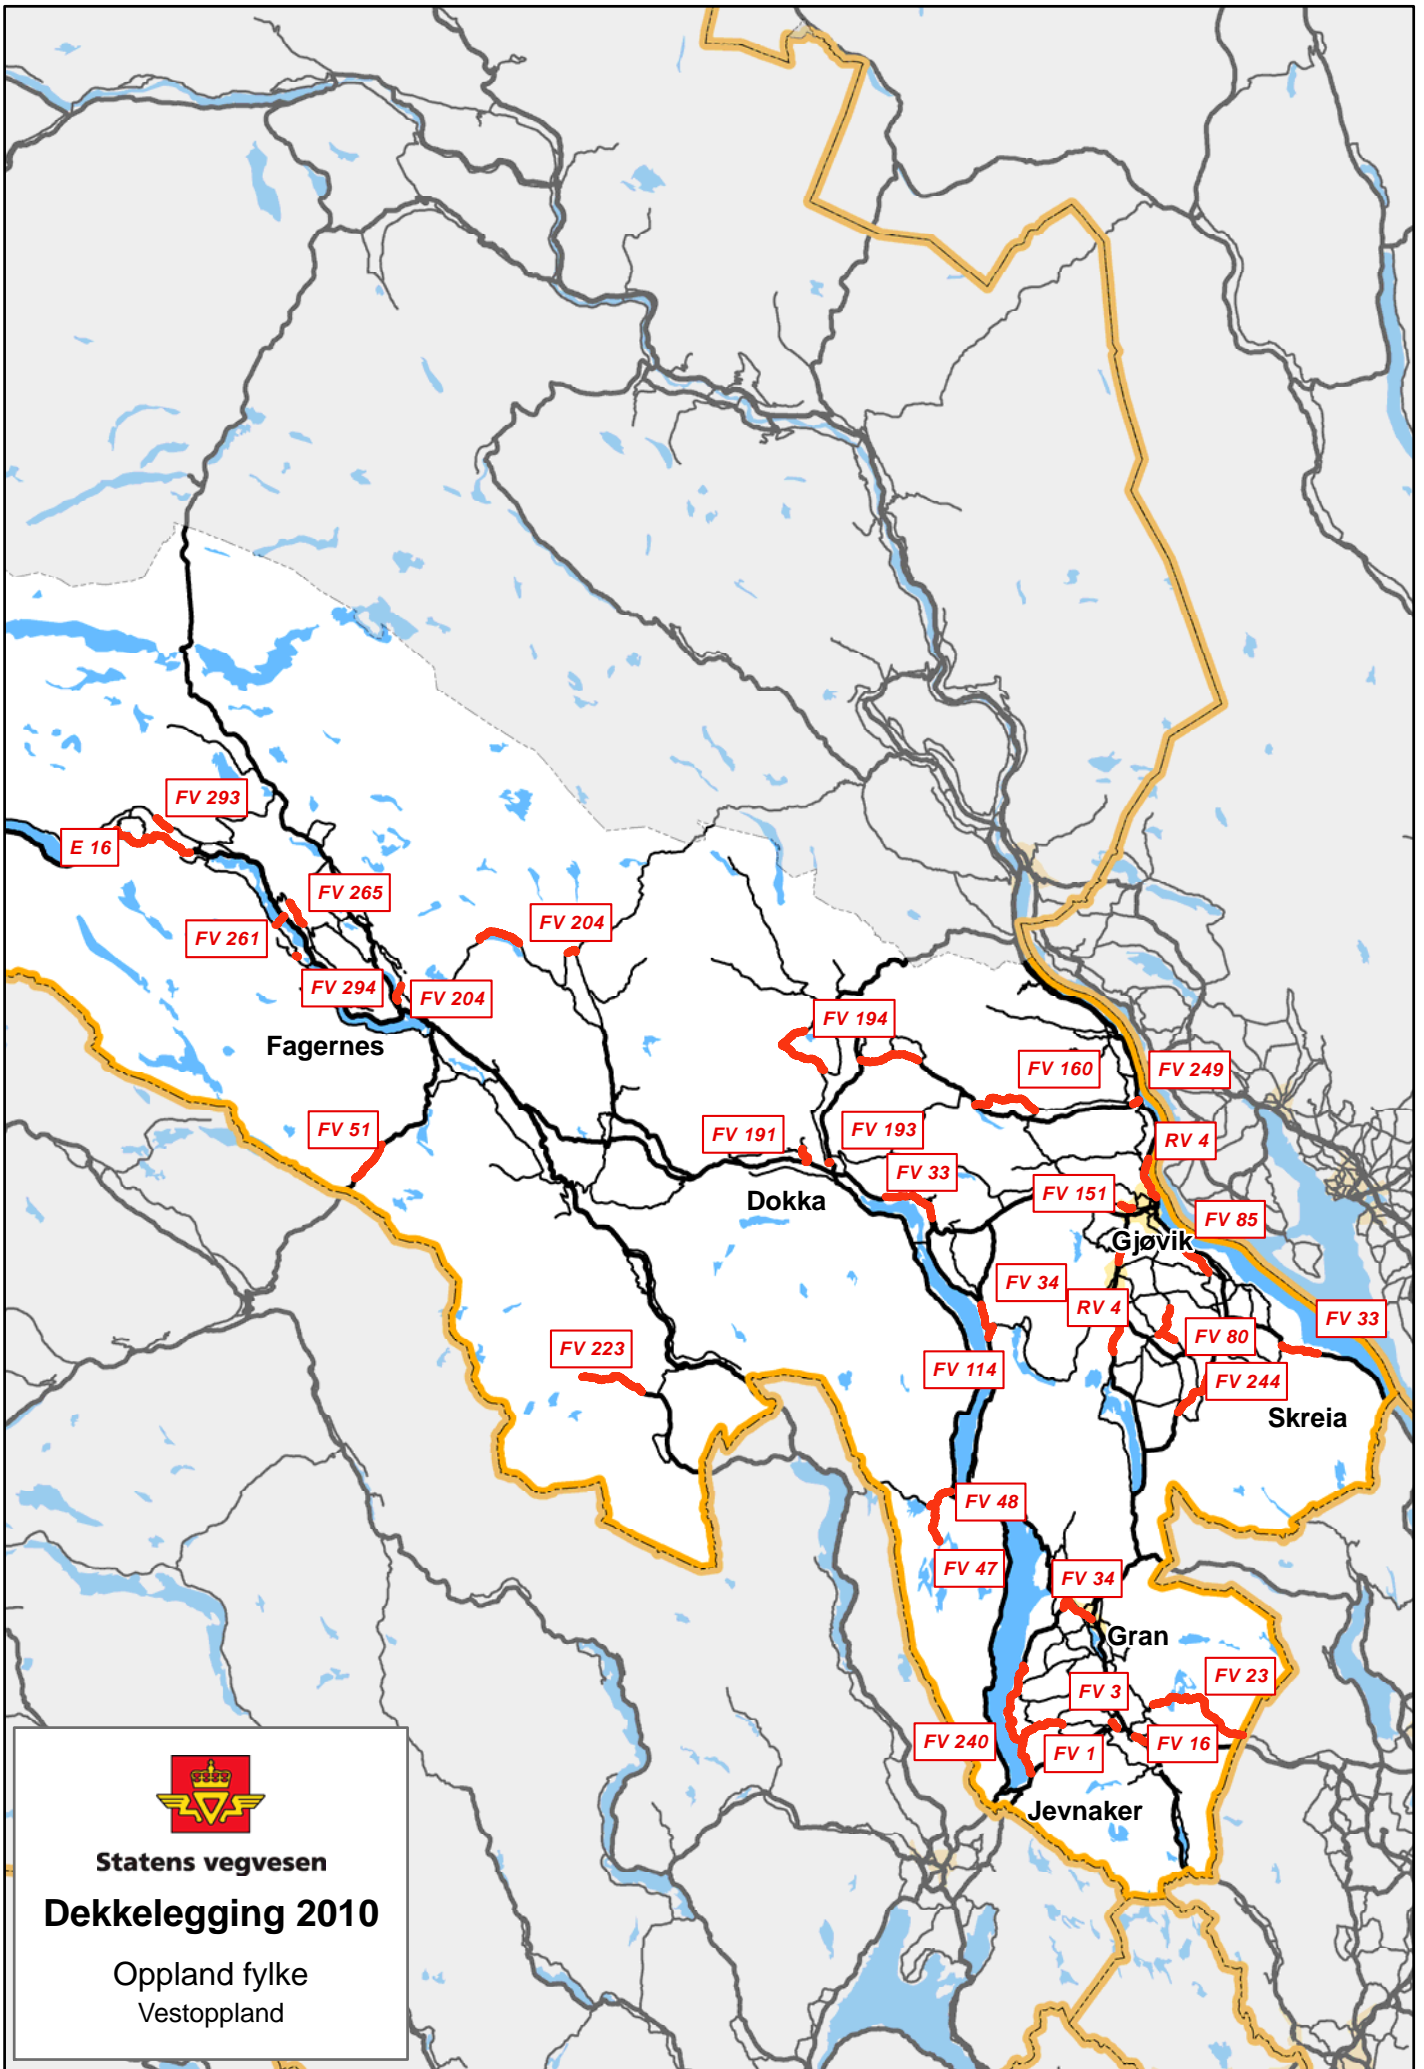 FV 293
E 16
FV 265
FV 261
FV 204
FV 294
FV 204
Fagernes
FV 194
FV 160
FV 249
FV 51
FV 191
FV 193
RV 4
FV 33
FV 151
Dokka
FV 85
Gjøvik
FV 34
RV 4
FV 33
FV 80
FV 223
FV 114
FV 244
Skreia
FV 48
FV 47
FV 34
Gran
FV 23
FV 3
FV 240
FV 1
FV 16
Jevnaker
Statens vegvesen
Dekkelegging 2010
Oppland fylke
Vestoppland